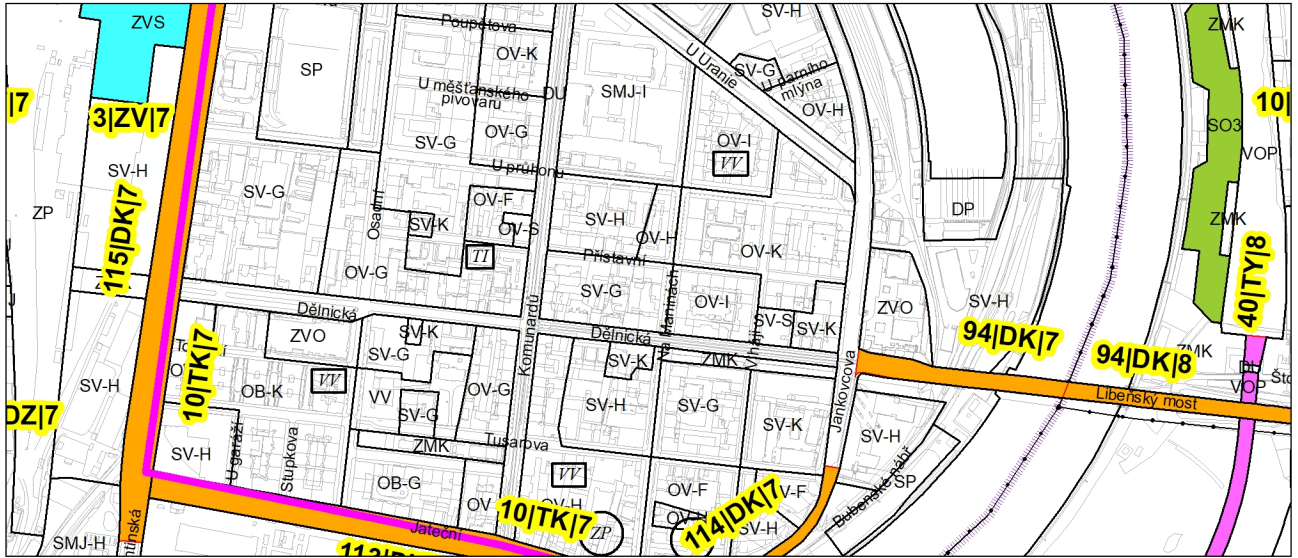 ZVS
SV-H
ZMK
Poupětova
OV-K
SP
U Uranie
SV-G
U parního
mlýna
U měšťanského
pivovaru
DU
SMJ-I
OV-H
|7
3|ZV|7
10|
SO3
OV-G
OV-I
VV
VOP
SV-G
U průhonu
SV-H
SV-G
DP
OV-F
ZP
Osadní
SV-K
OV-S
SV-H
OV-H
ZMK
115|DK|7
TI
Přístavní
OV-K
40|TY|8
OV-G
SV-G
OV-I
Na Maninách
Dělnická
Komunardů
Dělnická
SV-S
SV-K
ZVO
SV-H
94|DK|7
ZVO
SV-K
SV-G
SV-K
ZMK
V háji
Jankovcova
94|DK|8
ZMK
DU
VOP
Libeňský most
10|TK|7
SV-H
OB-K
VV
VV
OV-G
SV-H
SV-G
DZ|7
SV-G
SV-K
SV-H
Tusarova
ZMK
SV-H
U garáží
Stupkova
VV
OB-G
OV
OV-H
OV-F
114|DK|7
SP
Bubenské nábř
10|TK|7
ZP
SV-H
Jateční
SMJ-H